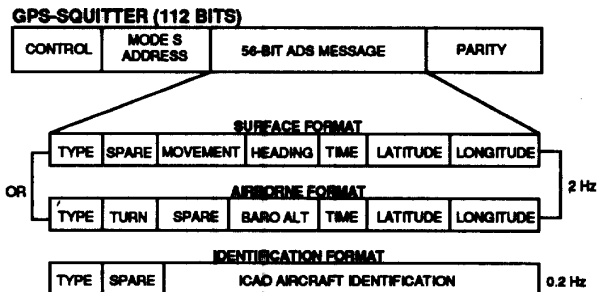 GPS-SQUITTER (112 BITS)
CONTROL MODE S ADDRESS 56-BIT ADS MESSAGE PARITY
SURFACE FORMAT
TYPE SPARE MOVEMENT HEADING TIME LATITUDE LONGITUDE
OR 2 Hz
AIRBORNE FORMAT
TYPE TURN SPARE BARO ALT TIME LATITUDE LONGITUDE
IDENTIFICATION FORMAT
TYPE SPARE ICAO AIRCRAFT IDENTIFICATION 0.2 Hz